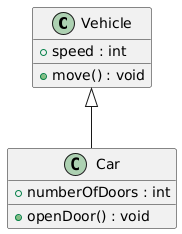 C Vehicle
speed : int
move() : void
C Car
numberOfDoors : int
openDoor() : void